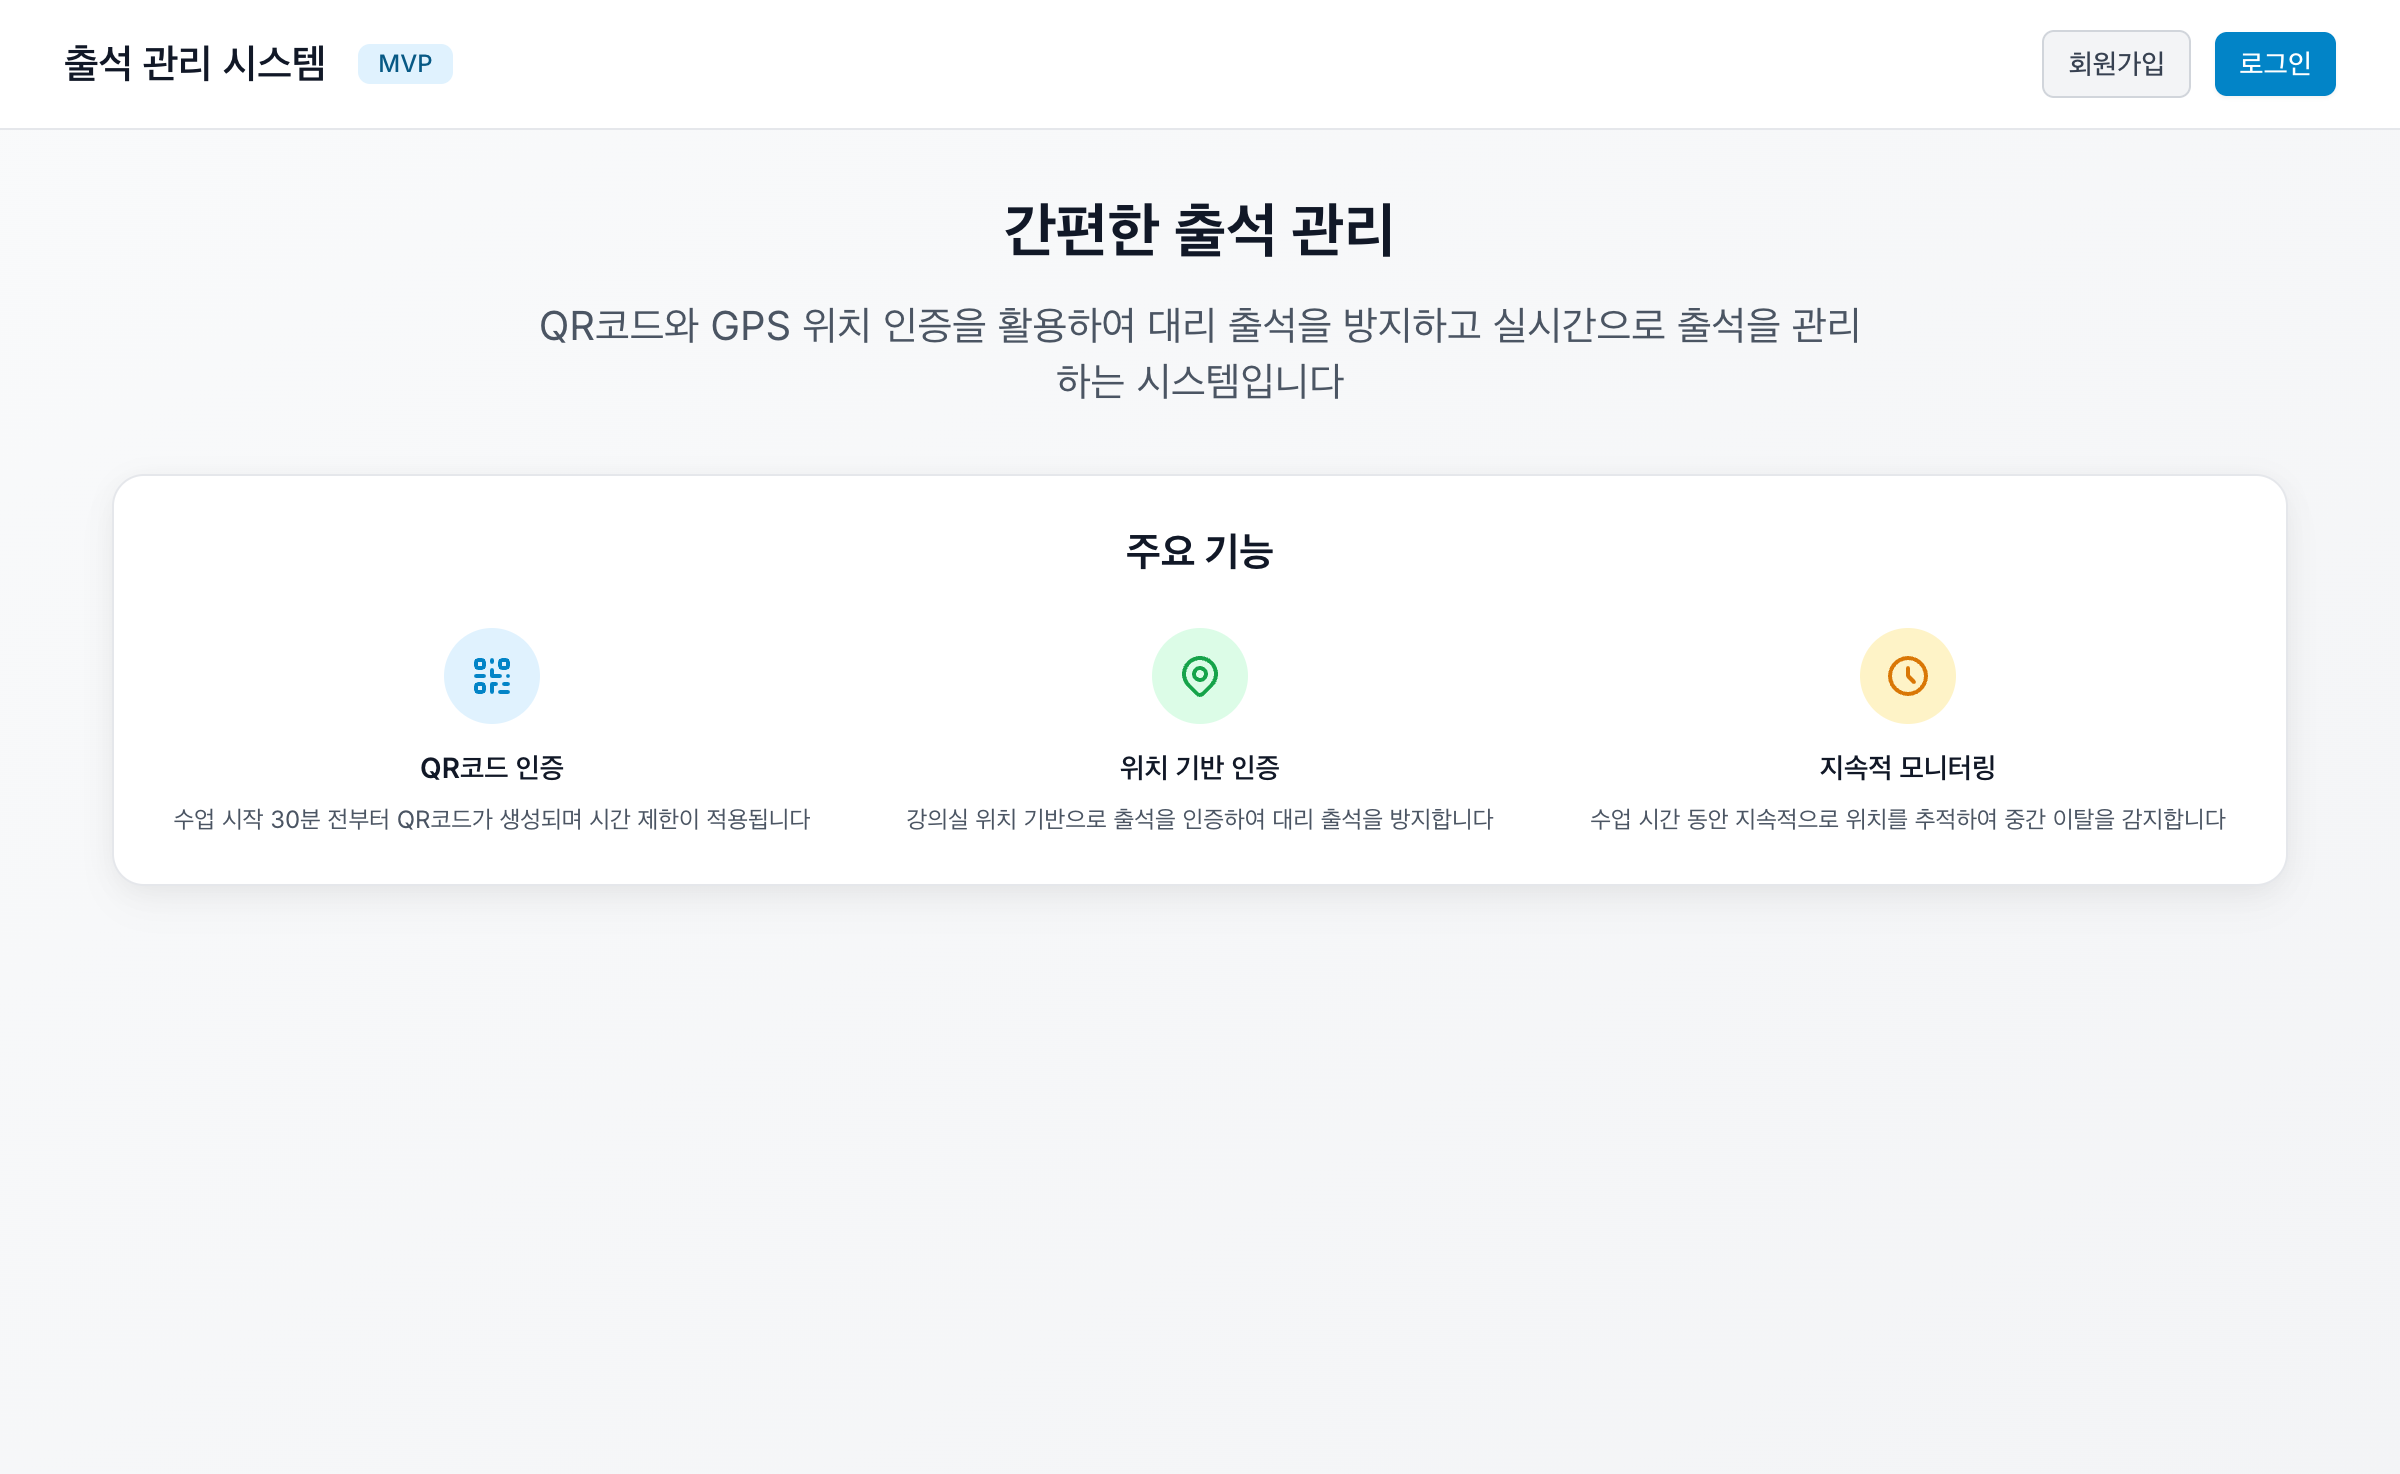 출석 관리 시스템
MVP
회원가입
로그인
간편한 출석 관리
QR코드와 GPS 위치 인증을 활용하여 대리 출석을 방지하고 실시간으로 출석을 관리
하는 시스템입니다
주요 기능
QR코드 인증
수업 시작 30분 전부터 QR코드가 생성되며 시간 제한이 적용됩니다
위치 기반 인증
강의실 위치 기반으로 출석을 인증하여 대리 출석을 방지합니다
지속적 모니터링
수업 시간 동안 지속적으로 위치를 추적하여 중간 이탈을 감지합니다